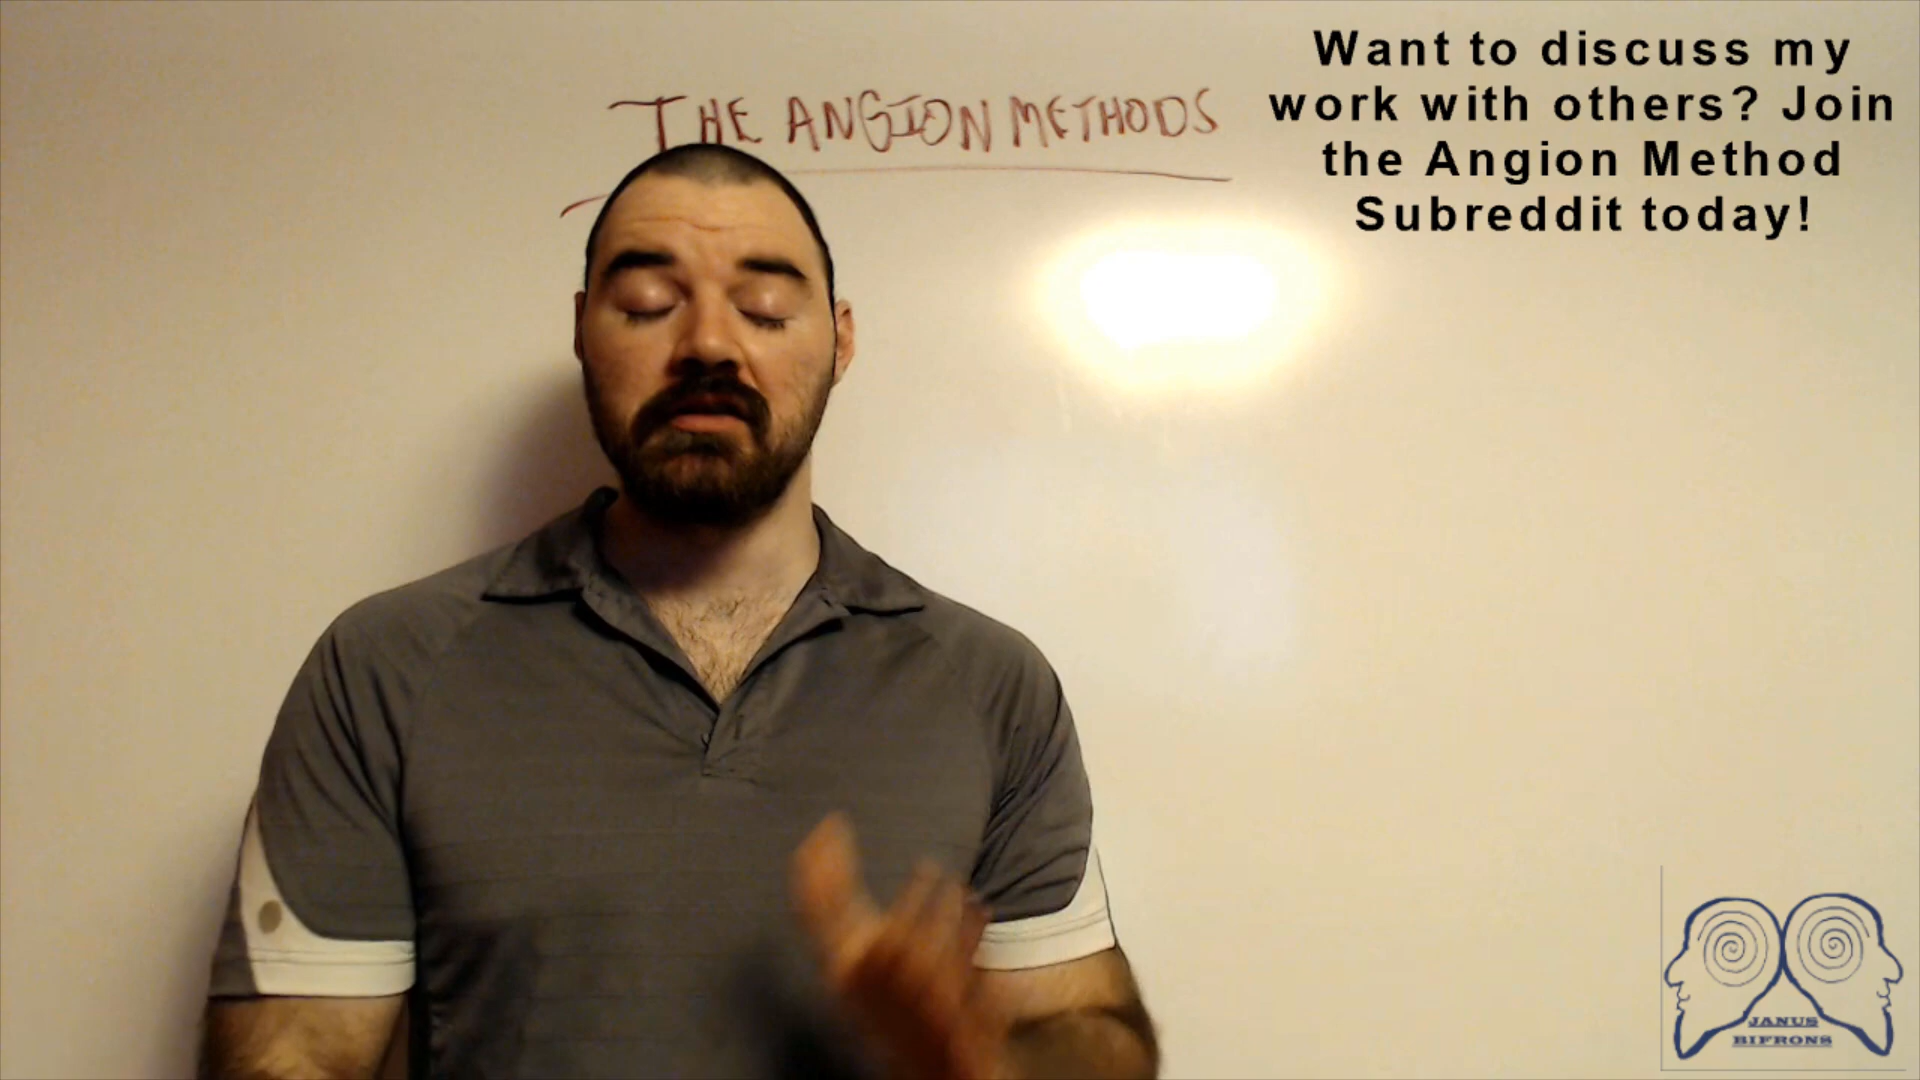 THE ANGION METHODS
Want to discuss my
work with others? Join
the Angion Method
Subreddit today!
JANUS
BIFRONS